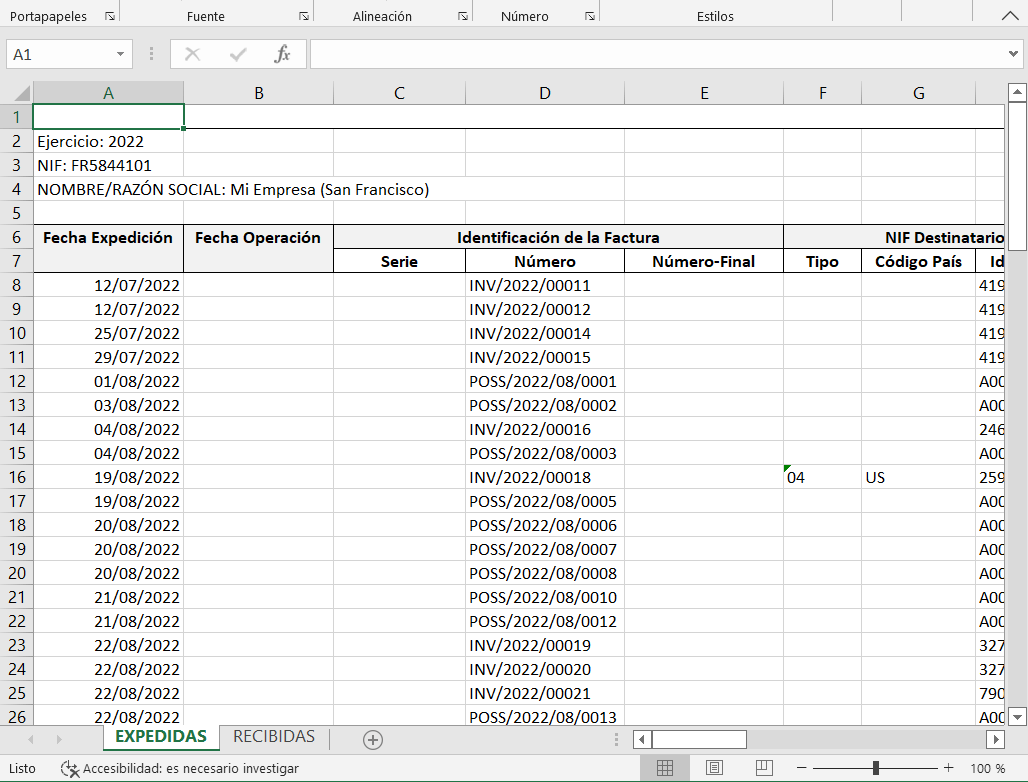 Portapapeles Fuente Alineación Número Estilos
A1 fx
A B C D E F G
1
2 Ejercicio: 2022
3 NIF: FR5844101
4 NOMBRE/RAZÓN SOCIAL: Mi Empresa (San Francisco)
5
6 Fecha Expedición Fecha Operación Identificación de la Factura NIF Destinatario
7 Serie Número Número-Final Tipo Código País Id
8 12/07/2022 INV/2022/00011 419
9 12/07/2022 INV/2022/00012 419
10 25/07/2022 INV/2022/00014 419
11 29/07/2022 INV/2022/00015 419
12 01/08/2022 POSS/2022/08/0001 A00
13 03/08/2022 POSS/2022/08/0002 A00
14 04/08/2022 INV/2022/00016 246
15 04/08/2022 POSS/2022/08/0003 A00
16 19/08/2022 INV/2022/00018 04 US 259
17 19/08/2022 POSS/2022/08/0005 A00
18 20/08/2022 POSS/2022/08/0006 A00
19 20/08/2022 POSS/2022/08/0007 A00
20 20/08/2022 POSS/2022/08/0008 A00
21 21/08/2022 POSS/2022/08/0010 A00
22 21/08/2022 POSS/2022/08/0012 A00
23 22/08/2022 INV/2022/00019 327
24 22/08/2022 INV/2022/00020 327
25 22/08/2022 INV/2022/00021 790
26 22/08/2022 POSS/2022/08/0013 A00
EXPEDIDAS RECIBIDAS
Listo Accesibilidad: es necesario investigar 100 %